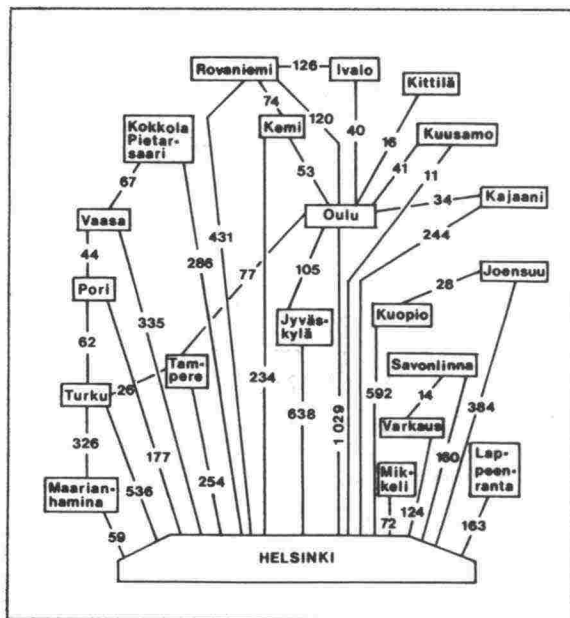 Rovaniemi
126
Ivalo
Kittilä
Kokkola
Pietar-
saari
74
Kemi
120
40
16
Kuusamo
67
53
41
11
Kajaani
Vaasa
Oulu
34
431
244
44
286
77
105
28
Joensuu
Pori
335
Jyväs-
kylä
Kuopio
62
Tam-
pere
234
Savonlinna
Turku
26
638
1 029
592
14
384
Varkaus
326
177
254
160
Lap-
peen-
ranta
Maarian-
hamina
536
Mik-
keli
59
72
124
163
HELSINKI